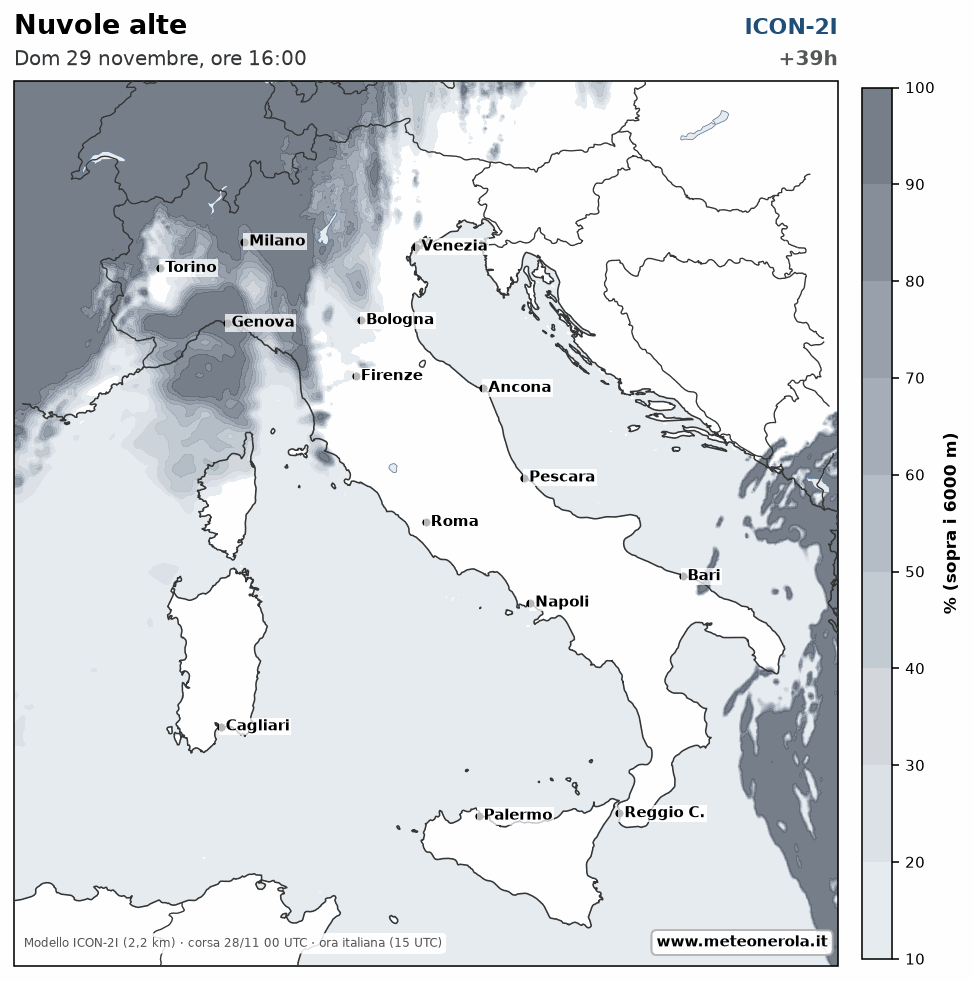 Nuvole alte
ICON-2I
Dom 29 novembre, ore 16:00
+39h
100
90
80
70
60
50
40
30
20
10
% (sopra i 6000 m)
Milano
Venezia
Torino
Genova
Bologna
Firenze
Ancona
Pescara
Roma
Bari
Napoli
Cagliari
Palermo
Reggio C.
Modello ICON-2I (2,2 km) · corsa 28/11 00 UTC · ora italiana (15 UTC)
www.meteonerola.it